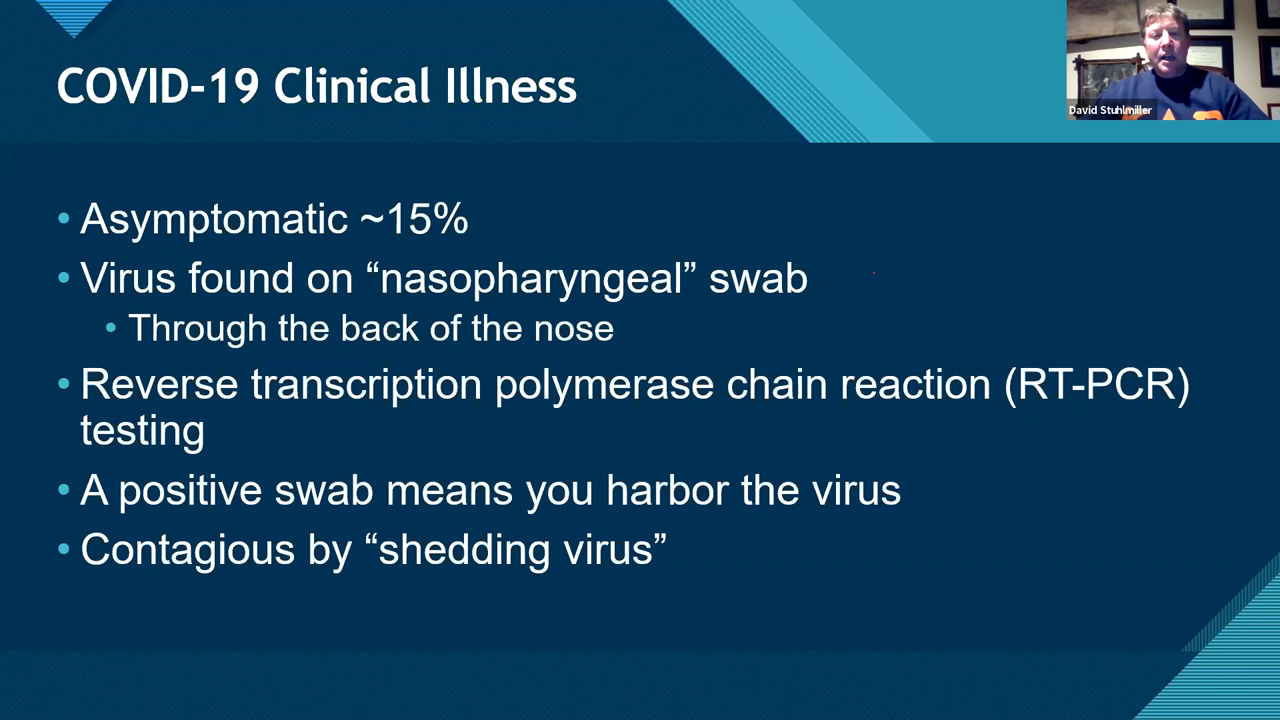 COVID-19 Clinical Illness
David Stuhlmiller
• Asymptomatic ~15%
• Virus found on “nasopharyngeal” swab
• Through the back of the nose
• Reverse transcription polymerase chain reaction (RT-PCR)
testing
• A positive swab means you harbor the virus
• Contagious by “shedding virus”